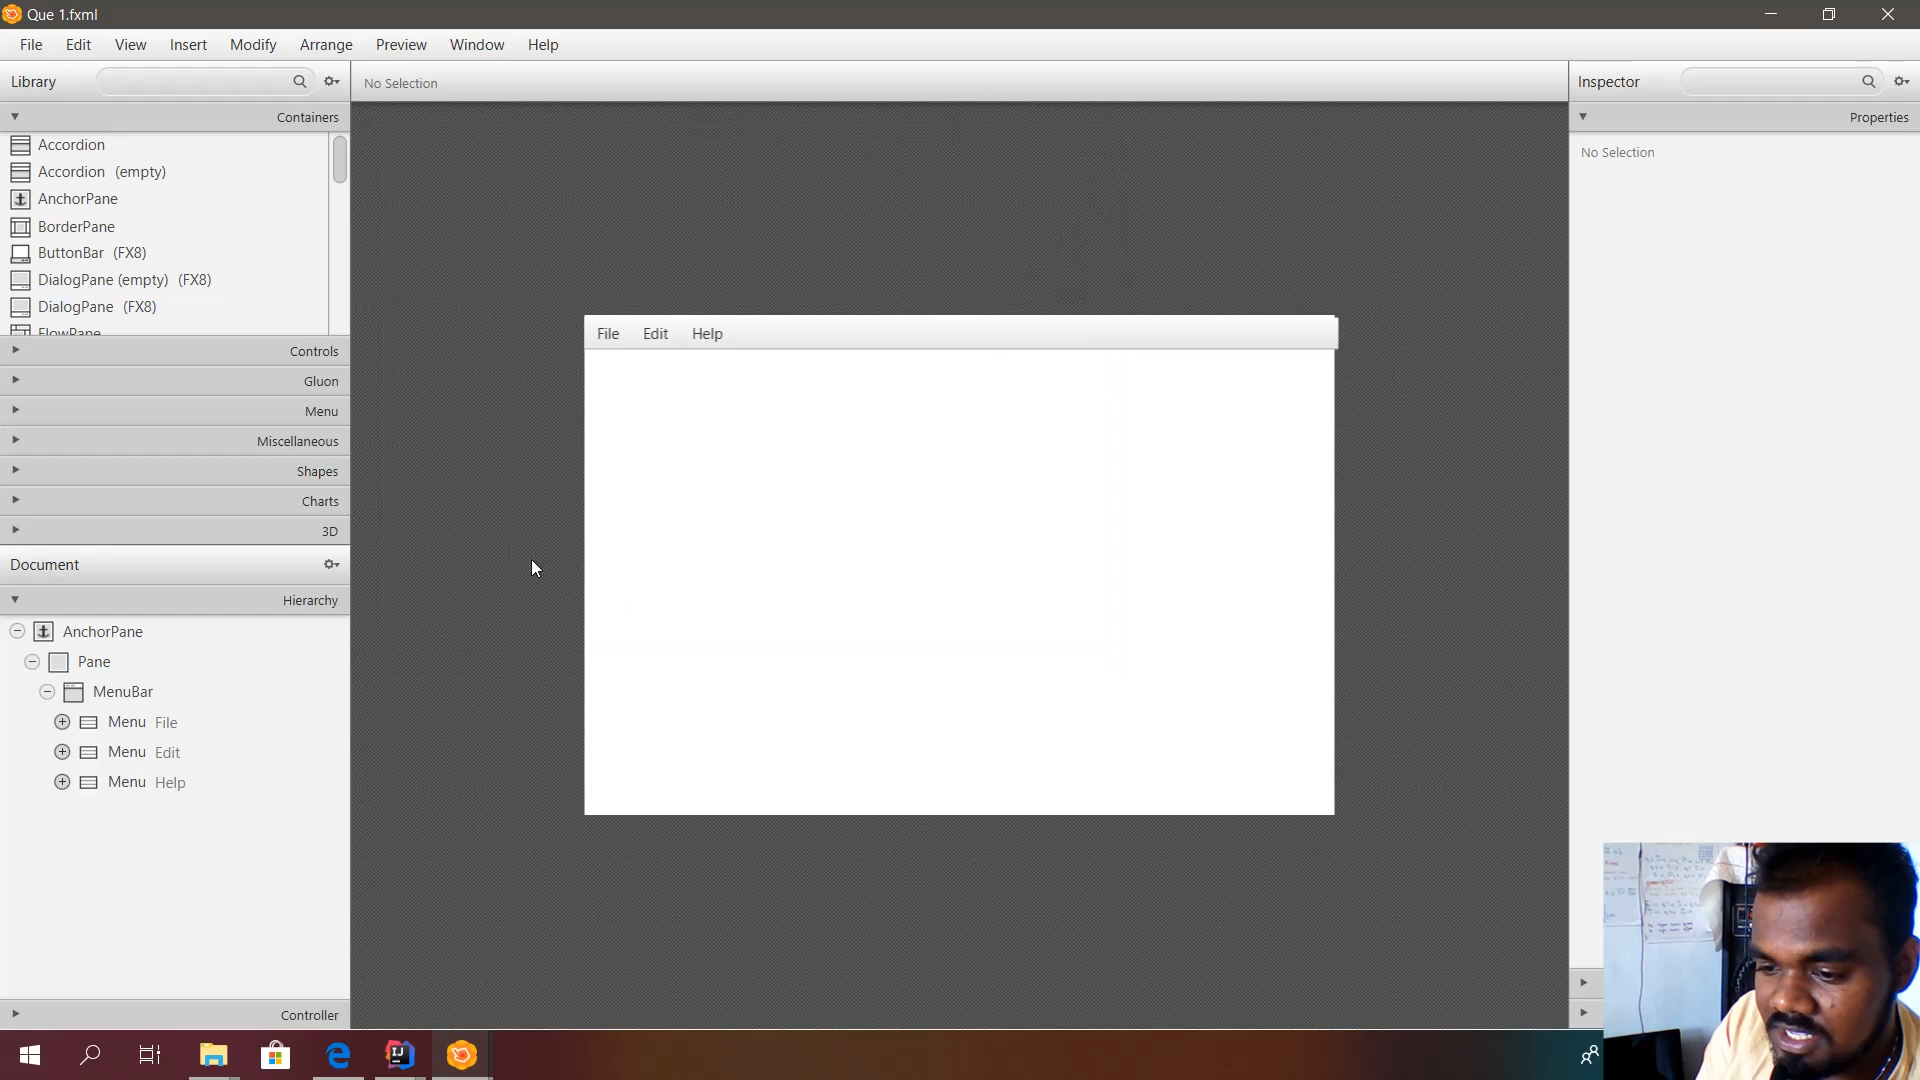 Que 1.fxml
File Edit View Insert Modify Arrange Preview Window Help
Library
No Selection
Inspector
Containers
Properties
Accordion
No Selection
Accordion (empty)
AnchorPane
BorderPane
ButtonBar (FX8)
DialogPane (empty) (FX8)
DialogPane (FX8)
FlowPane
File Edit Help
Controls
Gluon
Menu
Miscellaneous
Shapes
Charts
3D
Document
Hierarchy
AnchorPane
Pane
MenuBar
Menu File
Menu Edit
Menu Help
Controller